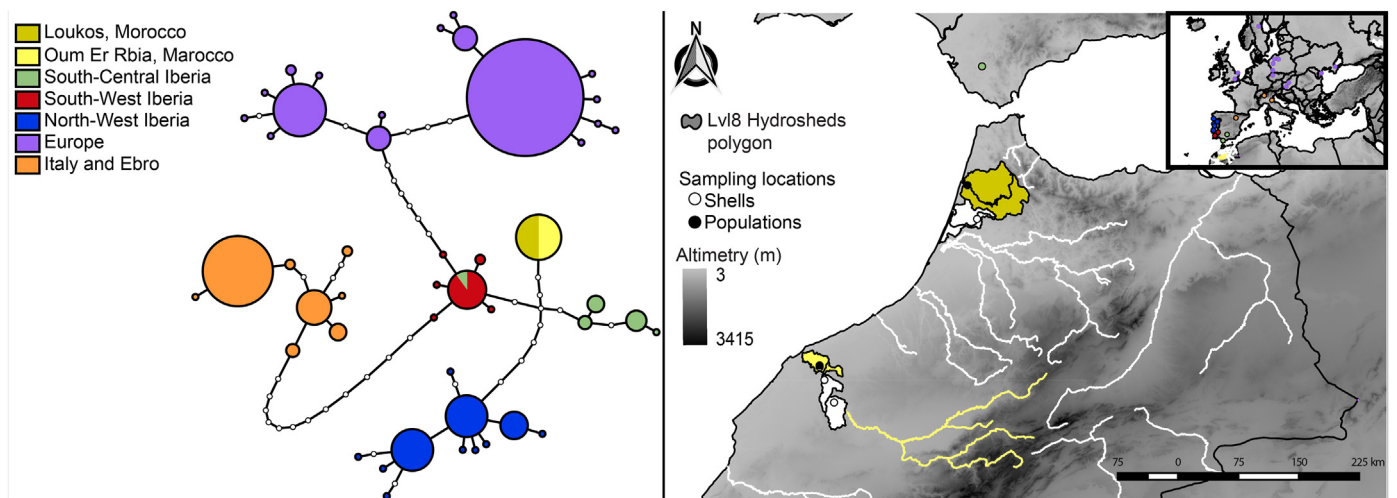 Loukos, Morocco
Oum Er Rbia, Marocco
South-Central Iberia
South-West Iberia
North-West Iberia
Europe
Italy and Ebro
N
Lvl8 Hydrosheds
polygon
Sampling locations
Shells
Populations
Altimetry (m)
3
3415
75 0 75 150 225 km